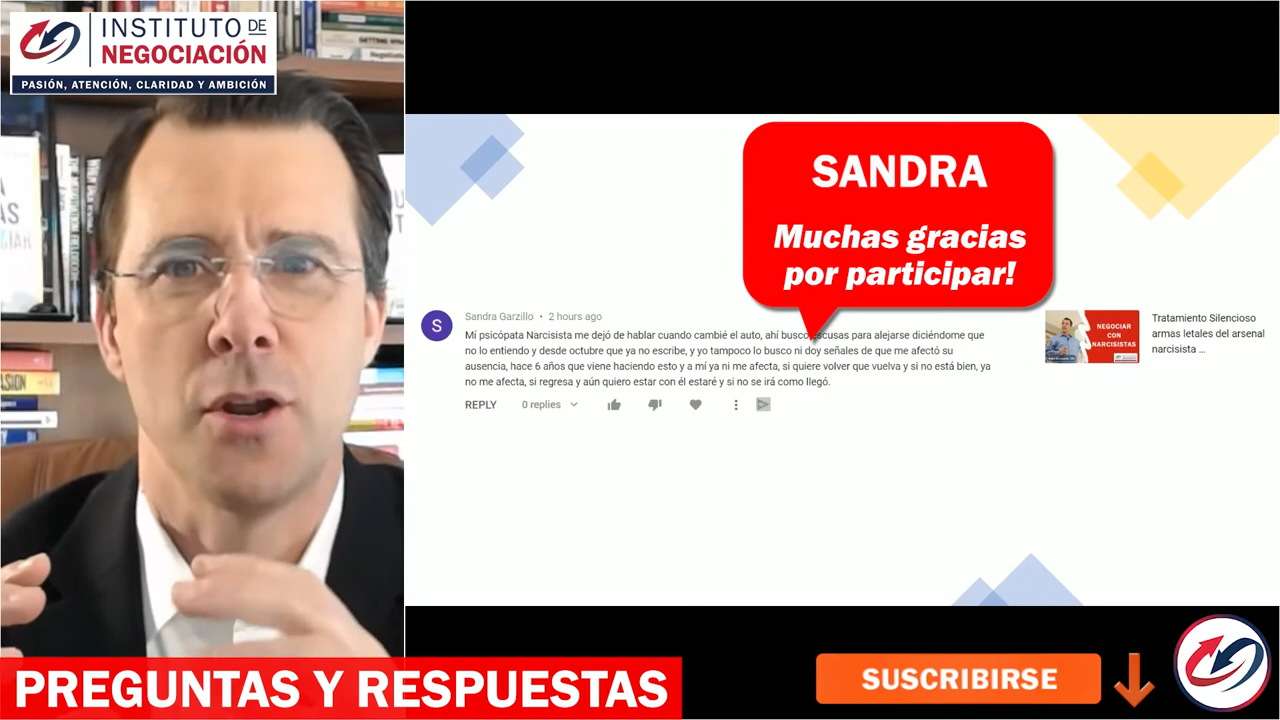 INSTITUTO DE
NEGOCIACIÓN
PASIÓN, ATENCIÓN, CLARIDAD Y AMBICIÓN
SANDRA
Muchas gracias
por participar!
S
Sandra Garzillo • 2 hours ago
Mí psicópata Narcisista me dejó de hablar cuando cambié el auto, ahí busco escusas para alejarse diciéndome que
no lo entiendo y desde octubre que ya no escribe, y yo tampoco lo busco ni doy señales de que me afectó su
ausencia, hace 6 años que viene haciendo esto y a mí ya ni me afecta, si quiere volver que vuelva y si no está bien, ya
no me afecta, si regresa y aún quiero estar con él estaré y si no se irá como llegó.
REPLY 0 replies
NEGOCIAR
CON
NARCISISTAS
Tratamiento Silencioso
armas letales del arsenal
narcisista ...
PREGUNTAS Y RESPUESTAS
SUSCRIBIRSE